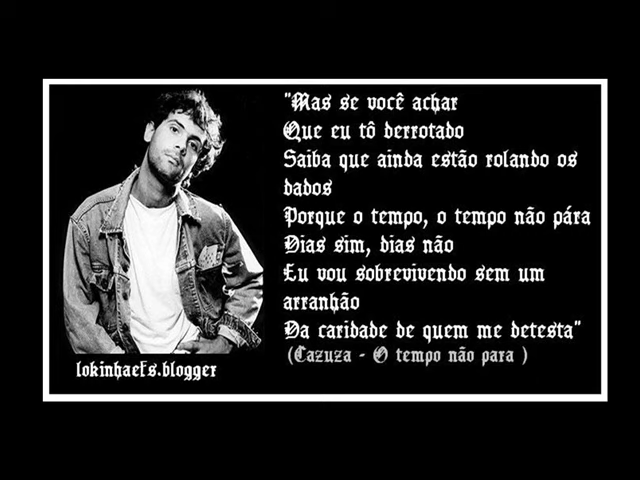 "Mas se você achar
Que eu tô derrotado
Saiba que ainda estão rolando os
dados
Porque o tempo, o tempo não pára
Dias sim, dias não
Eu vou sobrevivendo sem um
arranhão
Da caridade de quem me detesta"
(Cazuza - O tempo não para )
lokinhaefs.blogger